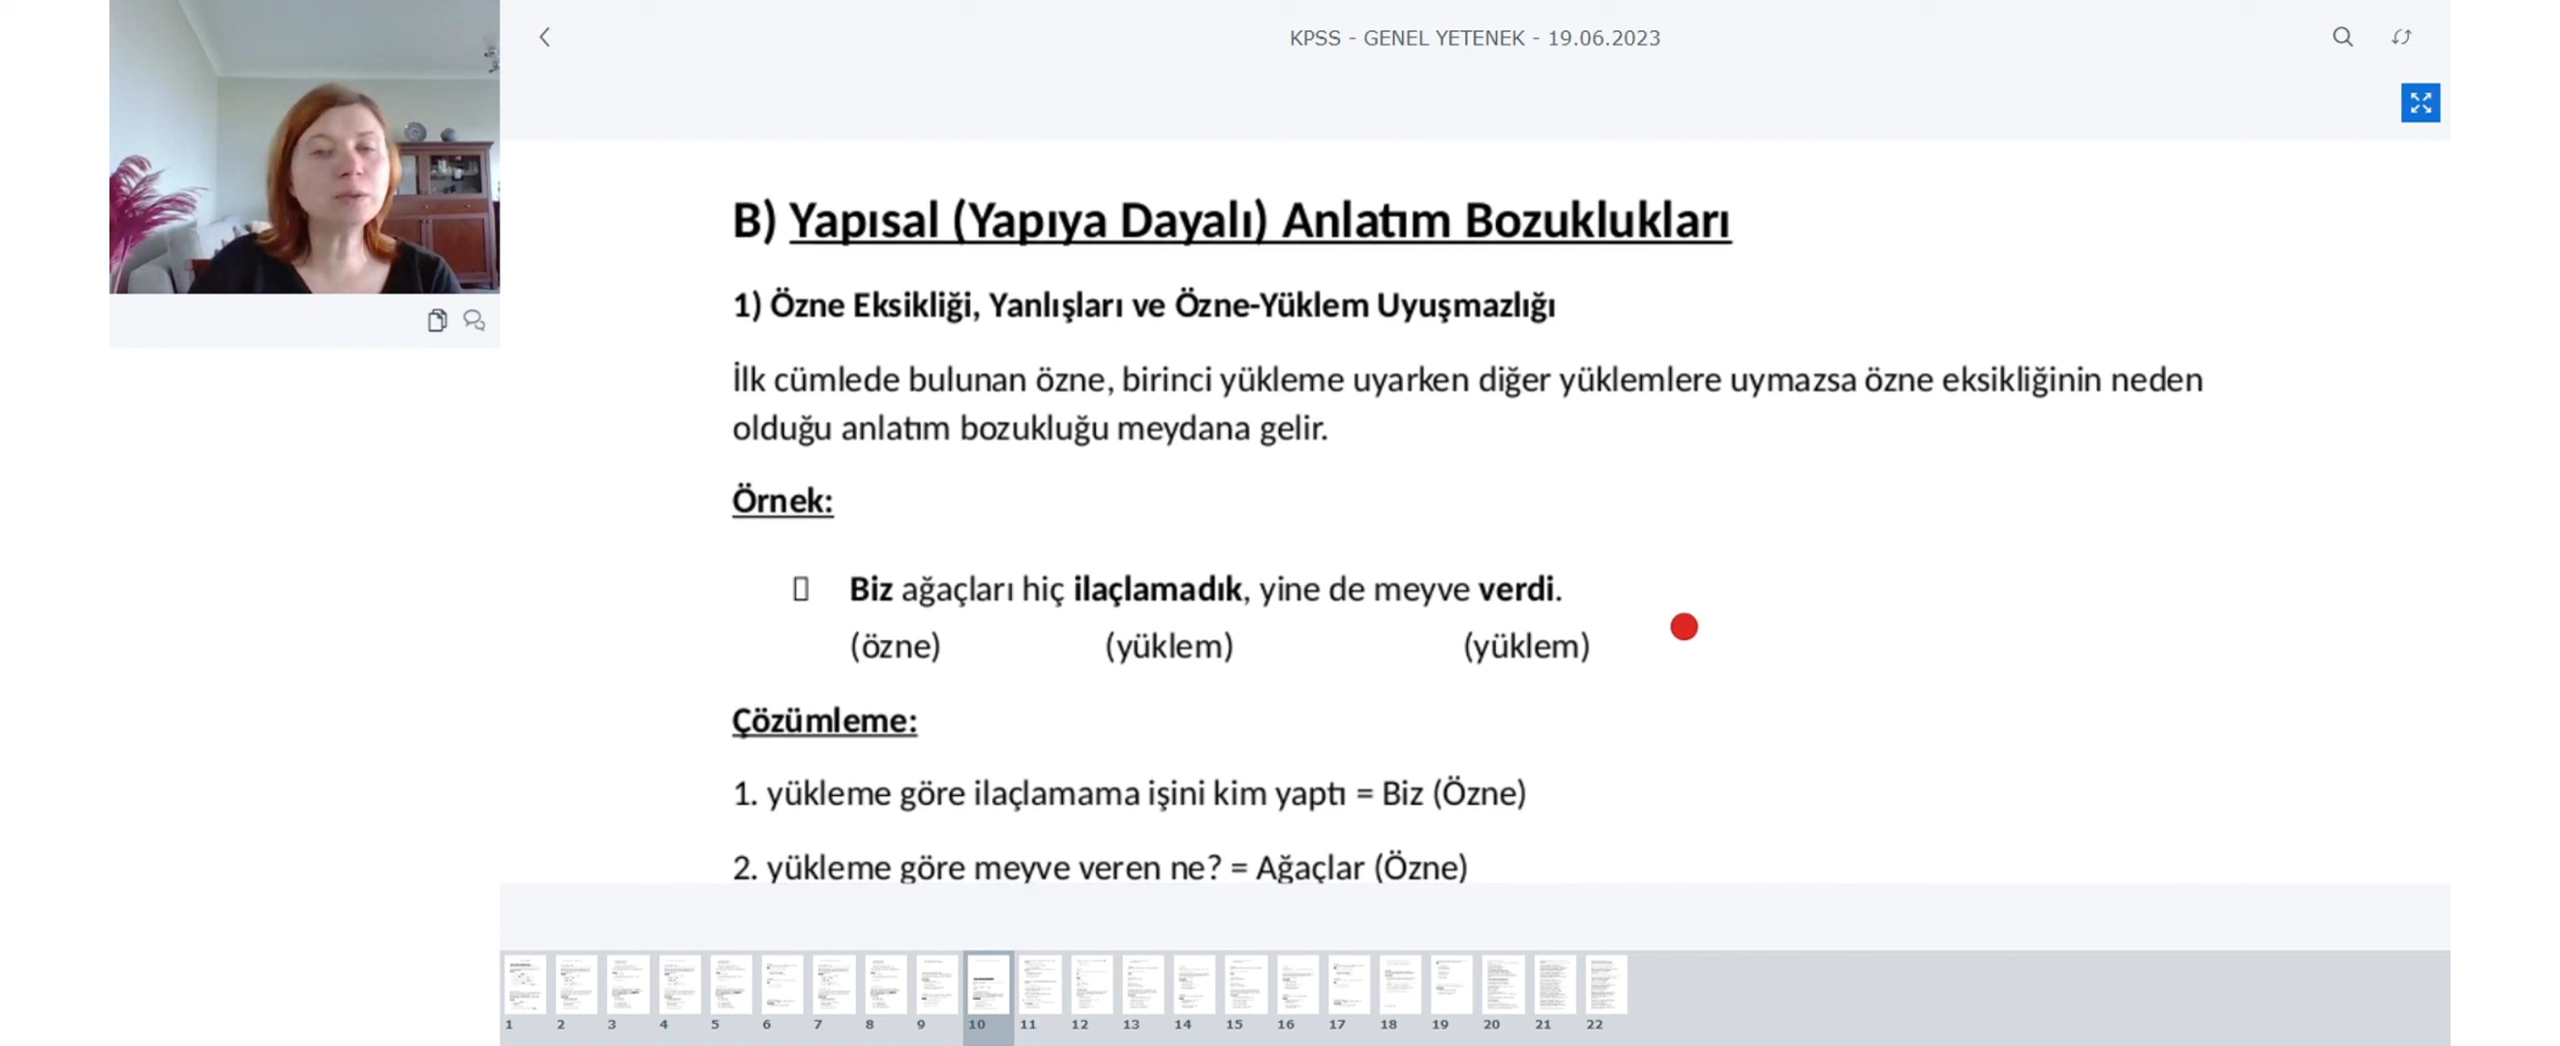 KPSS - GENEL YETENEK - 19.06.2023
B) Yapısal (Yapıya Dayalı) Anlatım Bozuklukları
1) Özne Eksikliği, Yanlışları ve Özne-Yüklem Uyuşmazlığı
İlk cümlede bulunan özne, birinci yükleme uyarken diğer yüklemlere uymazsa özne eksikliğinin neden
olduğu anlatım bozukluğu meydana gelir.
Örnek:
Biz ağaçları hiç ilaçlamadık, yine de meyve verdi.
(özne) (yüklem) (yüklem)
Çözümleme:
1. yükleme göre ilaçlamama işini kim yaptı = Biz (Özne)
2. yükleme göre meyve veren ne? = Ağaçlar (Özne)
1 2 3 4 5 6 7 8 9 10 11 12 13 14 15 16 17 18 19 20 21 22